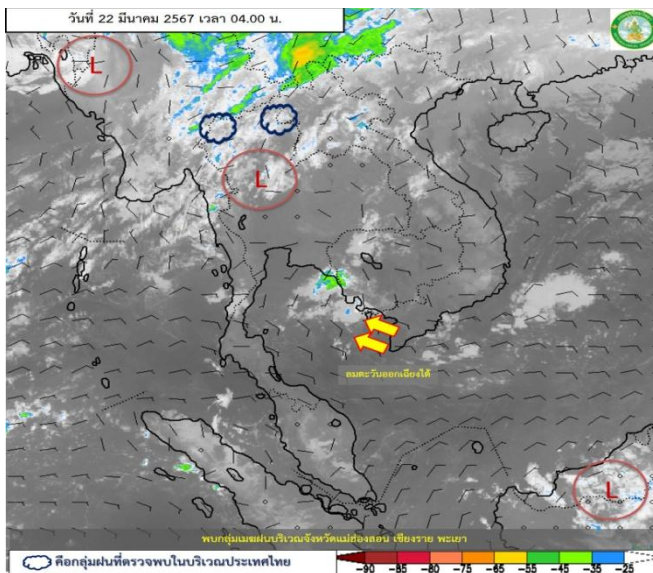 วันที่ 22 มีนาคม 2567 เวลา 04.00 น.
L
L
ลมตะวันออกเฉียงใต้
L
พบกลุ่มเมฆฝนบริเวณจังหวัดแม่ฮ่องสอน เชียงราย พะเยา
คือกลุ่มฝนที่ตรวจพบในบริเวณประเทศไทย
-90 -85 -80 -75 -65 -55 -45 -35 -25